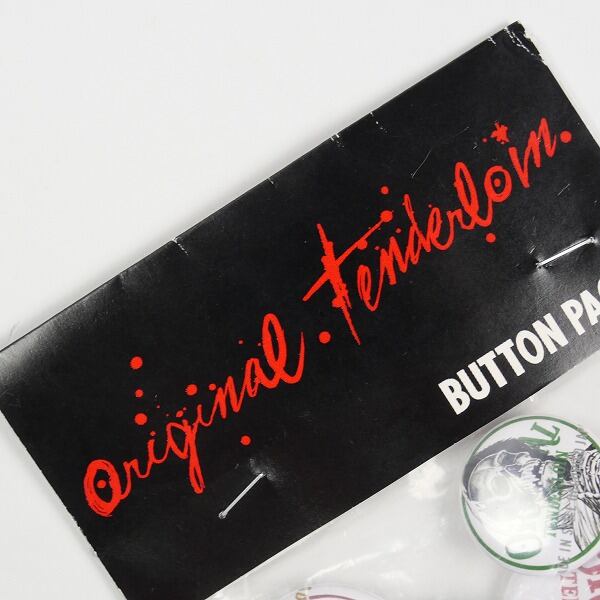 original. Tenderloin.
BUTTON PA